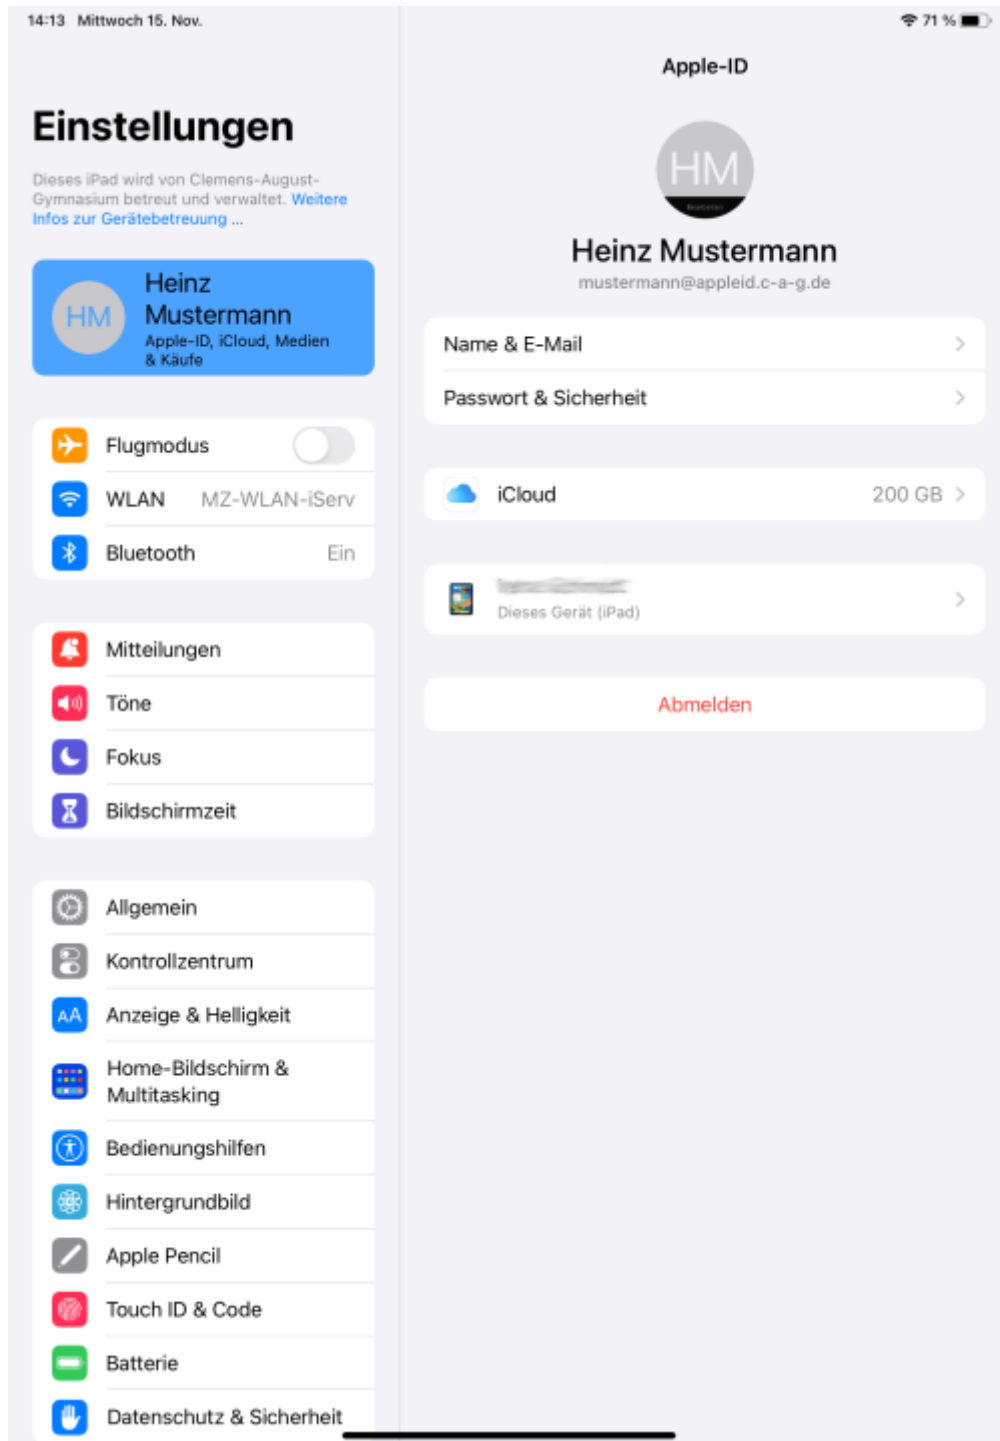 14:13 Mittwoch 15. Nov.
71 %
Einstellungen
Dieses iPad wird von Clemens-August-
Gymnasium betreut und verwaltet. Weitere
Infos zur Gerätebetreuung ...
HM
Heinz
Mustermann
Apple-ID, iCloud, Medien
& Käufe
Flugmodus
WLAN MZ-WLAN-iServ
Bluetooth Ein
Mitteilungen
Töne
Fokus
Bildschirmzeit
Allgemein
Kontrollzentrum
AA Anzeige & Helligkeit
Home-Bildschirm &
Multitasking
Bedienungshilfen
Hintergrundbild
Apple Pencil
Touch ID & Code
Batterie
Datenschutz & Sicherheit
Apple-ID
HM
Bearbeiten
Heinz Mustermann
mustermann@appleid.c-a-g.de
Name & E-Mail
Passwort & Sicherheit
iCloud 200 GB
Dieses Gerät (iPad)
Abmelden